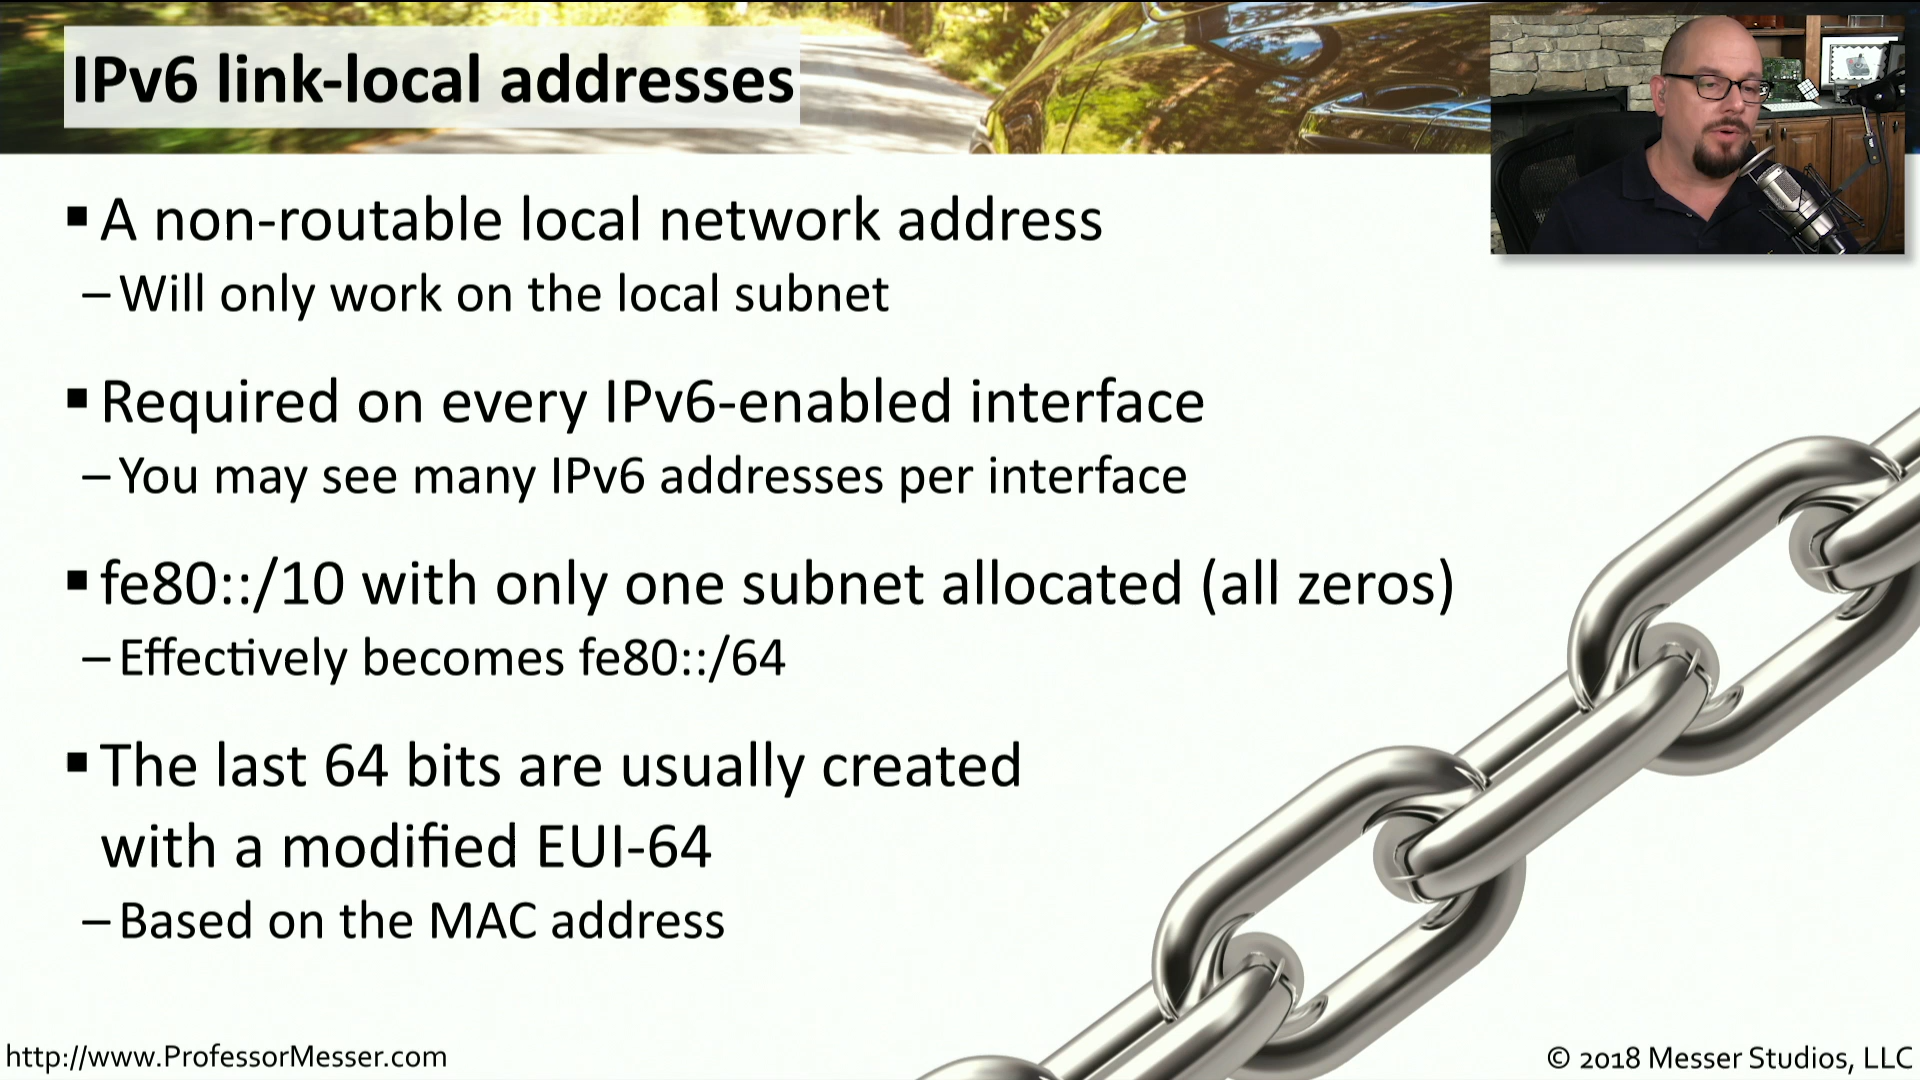 IPv6 link-local addresses
▪ A non-routable local network address
– Will only work on the local subnet
▪ Required on every IPv6-enabled interface
– You may see many IPv6 addresses per interface
▪ fe80::/10 with only one subnet allocated (all zeros)
– Effectively becomes fe80::/64
▪ The last 64 bits are usually created
with a modified EUI-64
– Based on the MAC address
http://www.ProfessorMesser.com
© 2018 Messer Studios, LLC